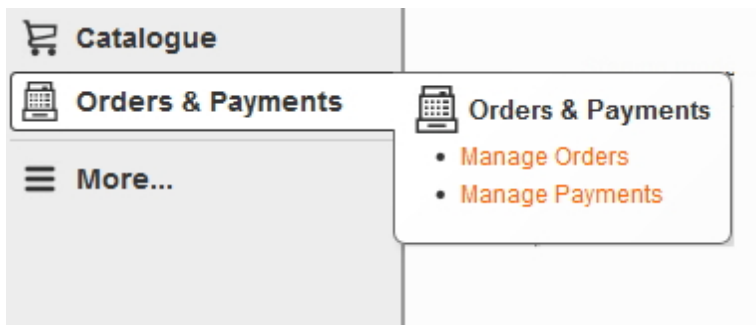 Catalogue
Orders & Payments
More...
Orders & Payments
Manage Orders
Manage Payments